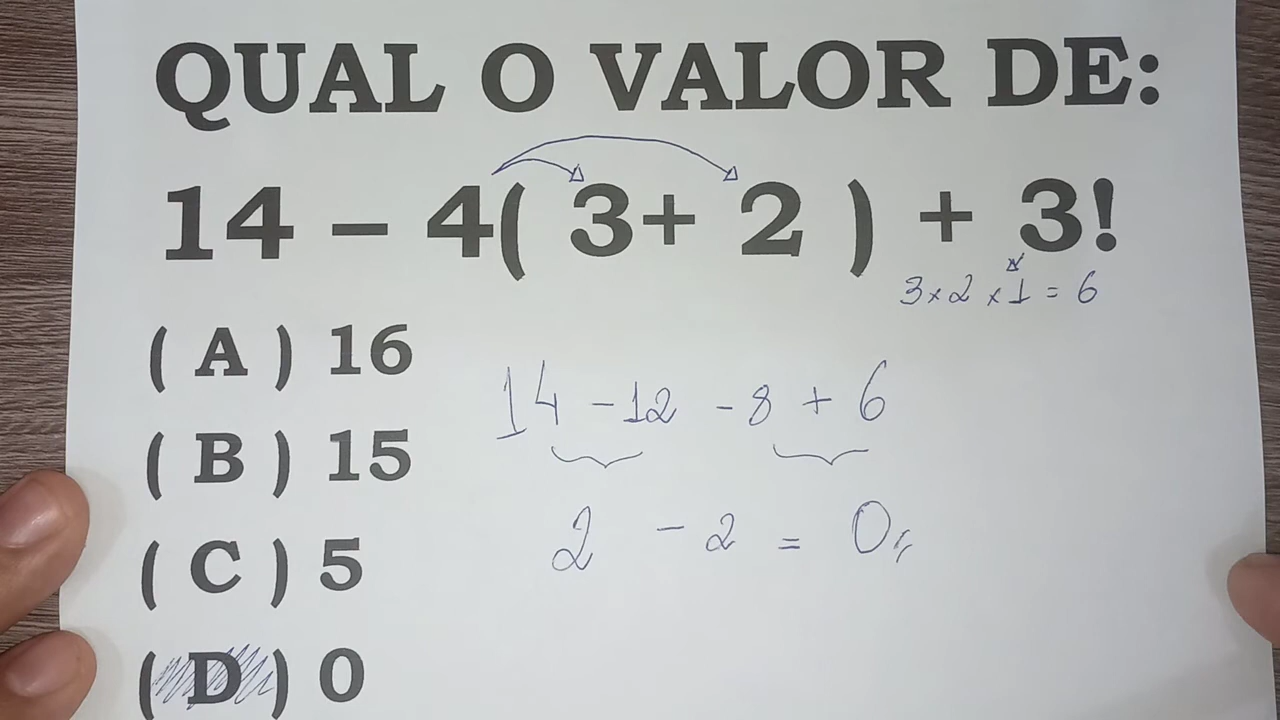 QUAL O VALOR DE:
14 – 4( 3+ 2 ) + 3!
3×2×1=6
( A ) 16
14 -12 -8 + 6
( B ) 15
2 -2 = 0
( C ) 5
( D ) 0